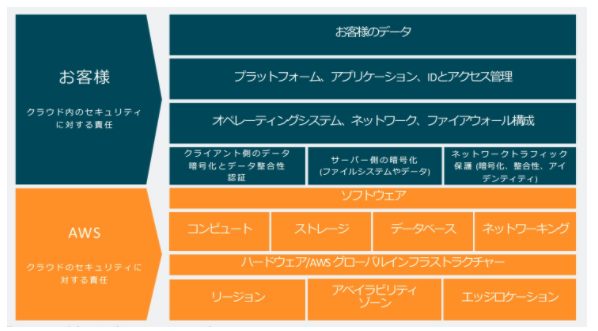 お客様
クラウド内のセキュリティ
に対する責任
お客様のデータ
プラットフォーム、アプリケーション、IDとアクセス管理
オペレーティングシステム、ネットワーク、ファイアウォール構成
クライアント側のデータ
暗号化とデータ整合性
認証
サーバー側の暗号化
(ファイルシステムやデータ)
ネットワークトラフィック
保護 (暗号化、整合性、アイ
デンティティ)
AWS
クラウドのセキュリティに
対する責任
ソフトウェア
コンピュート
ストレージ
データベース
ネットワーキング
ハードウェア/AWS グローバルインフラストラクチャー
リージョン
アベイラビリティ
ゾーン
エッジロケーション